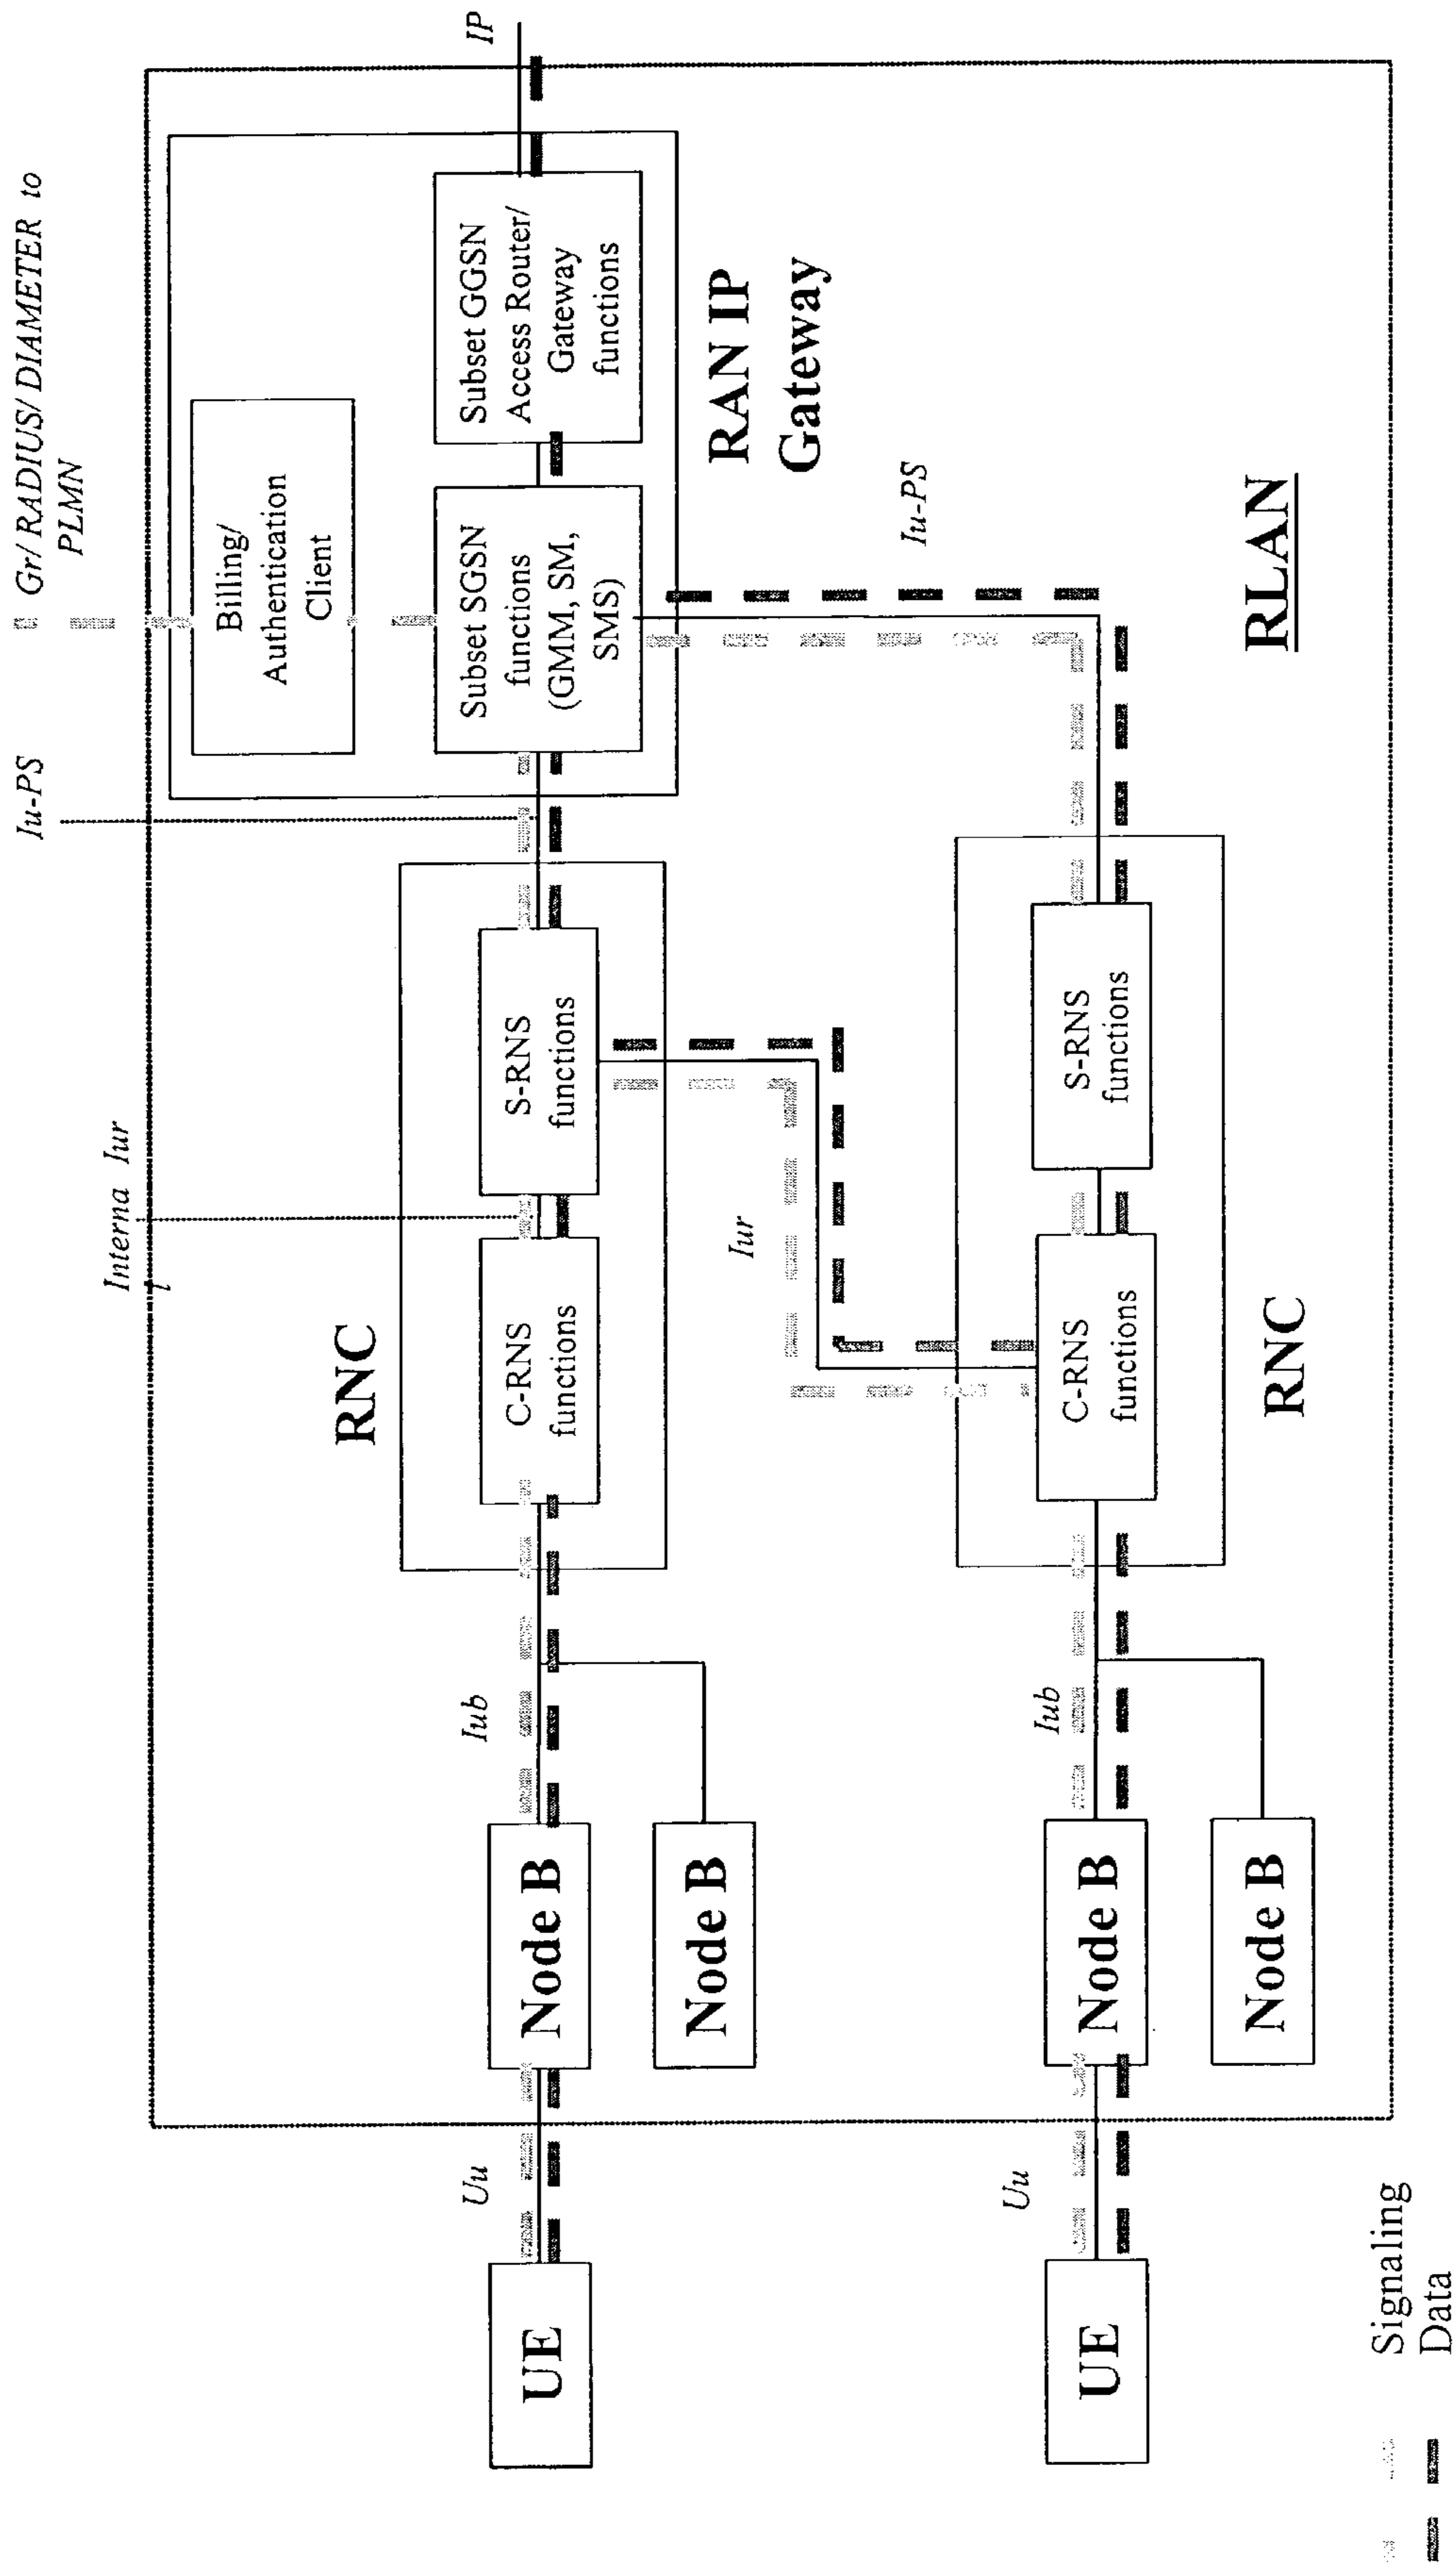 Gr/ RADIUS/ DIAMETER to
PLMN
Iu-PS
Interna Iur
l
IP
Billing/
Authentication
Client
Subset SGSN
functions
(GMM, SM,
SMS)
Subset GGSN
Access Router/
Gateway
functions
RAN IP
Gateway
RNC
C-RNS
functions
S-RNS
functions
Uu
Iub
UE
Node B
Node B
Iur
Iu-PS
Uu
Iub
UE
Node B
Node B
C-RNS
functions
S-RNS
functions
RNC
RLAN
Signaling
Data